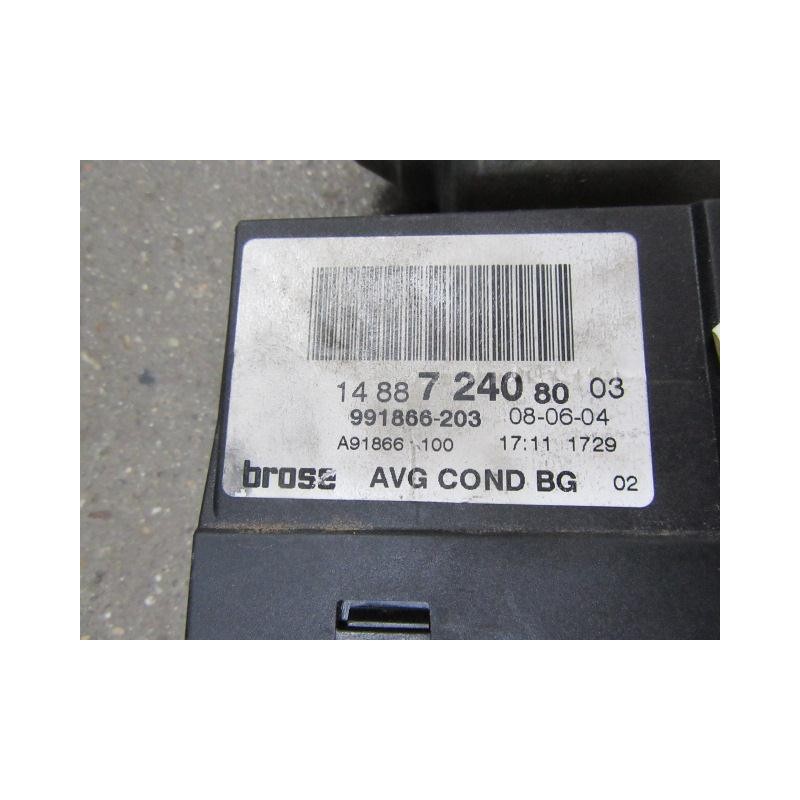 14 88 7 240 80 03
991866-203 08-06-04
A91866 100 17:11 1729
brose AVG COND BG 02